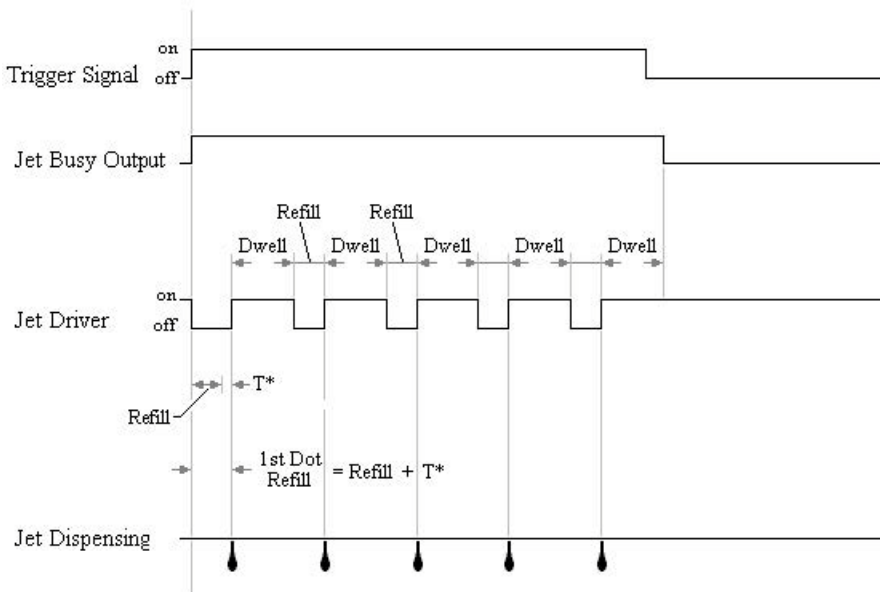 on
Trigger Signal off
Jet Busy Output
Refill Refill
Dwell Dwell Dwell Dwell Dwell
on
Jet Driver off
T*
Refill
1st Dot
Refill = Refill + T*
Jet Dispensing